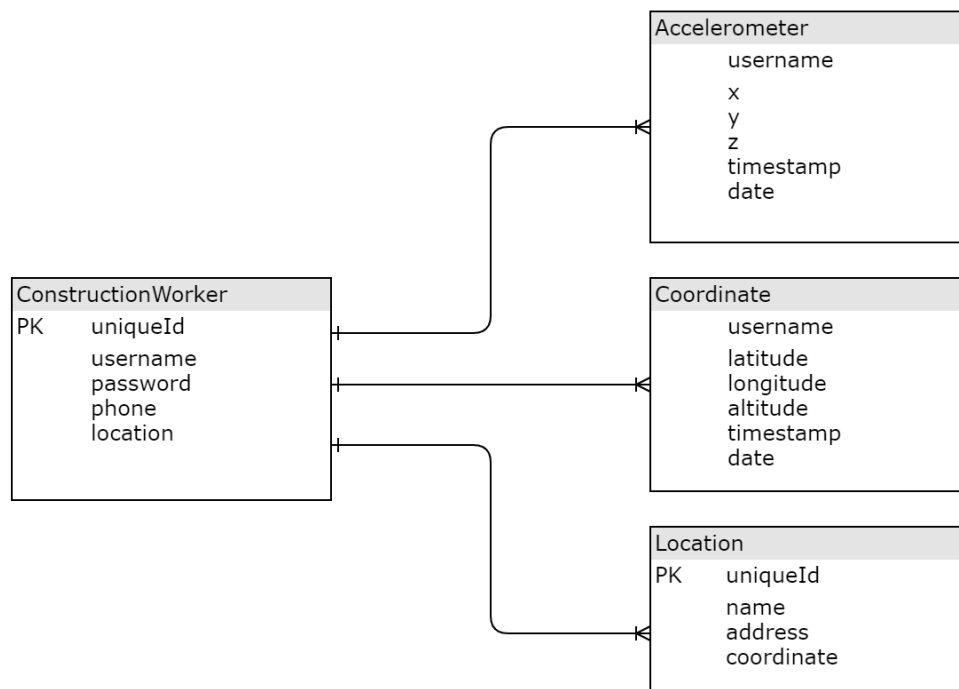 Accelerometer
username
x
y
z
timestamp
date
ConstructionWorker
PK uniqueId
username
password
phone
location
Coordinate
username
latitude
longitude
altitude
timestamp
date
Location
PK uniqueId
name
address
coordinate